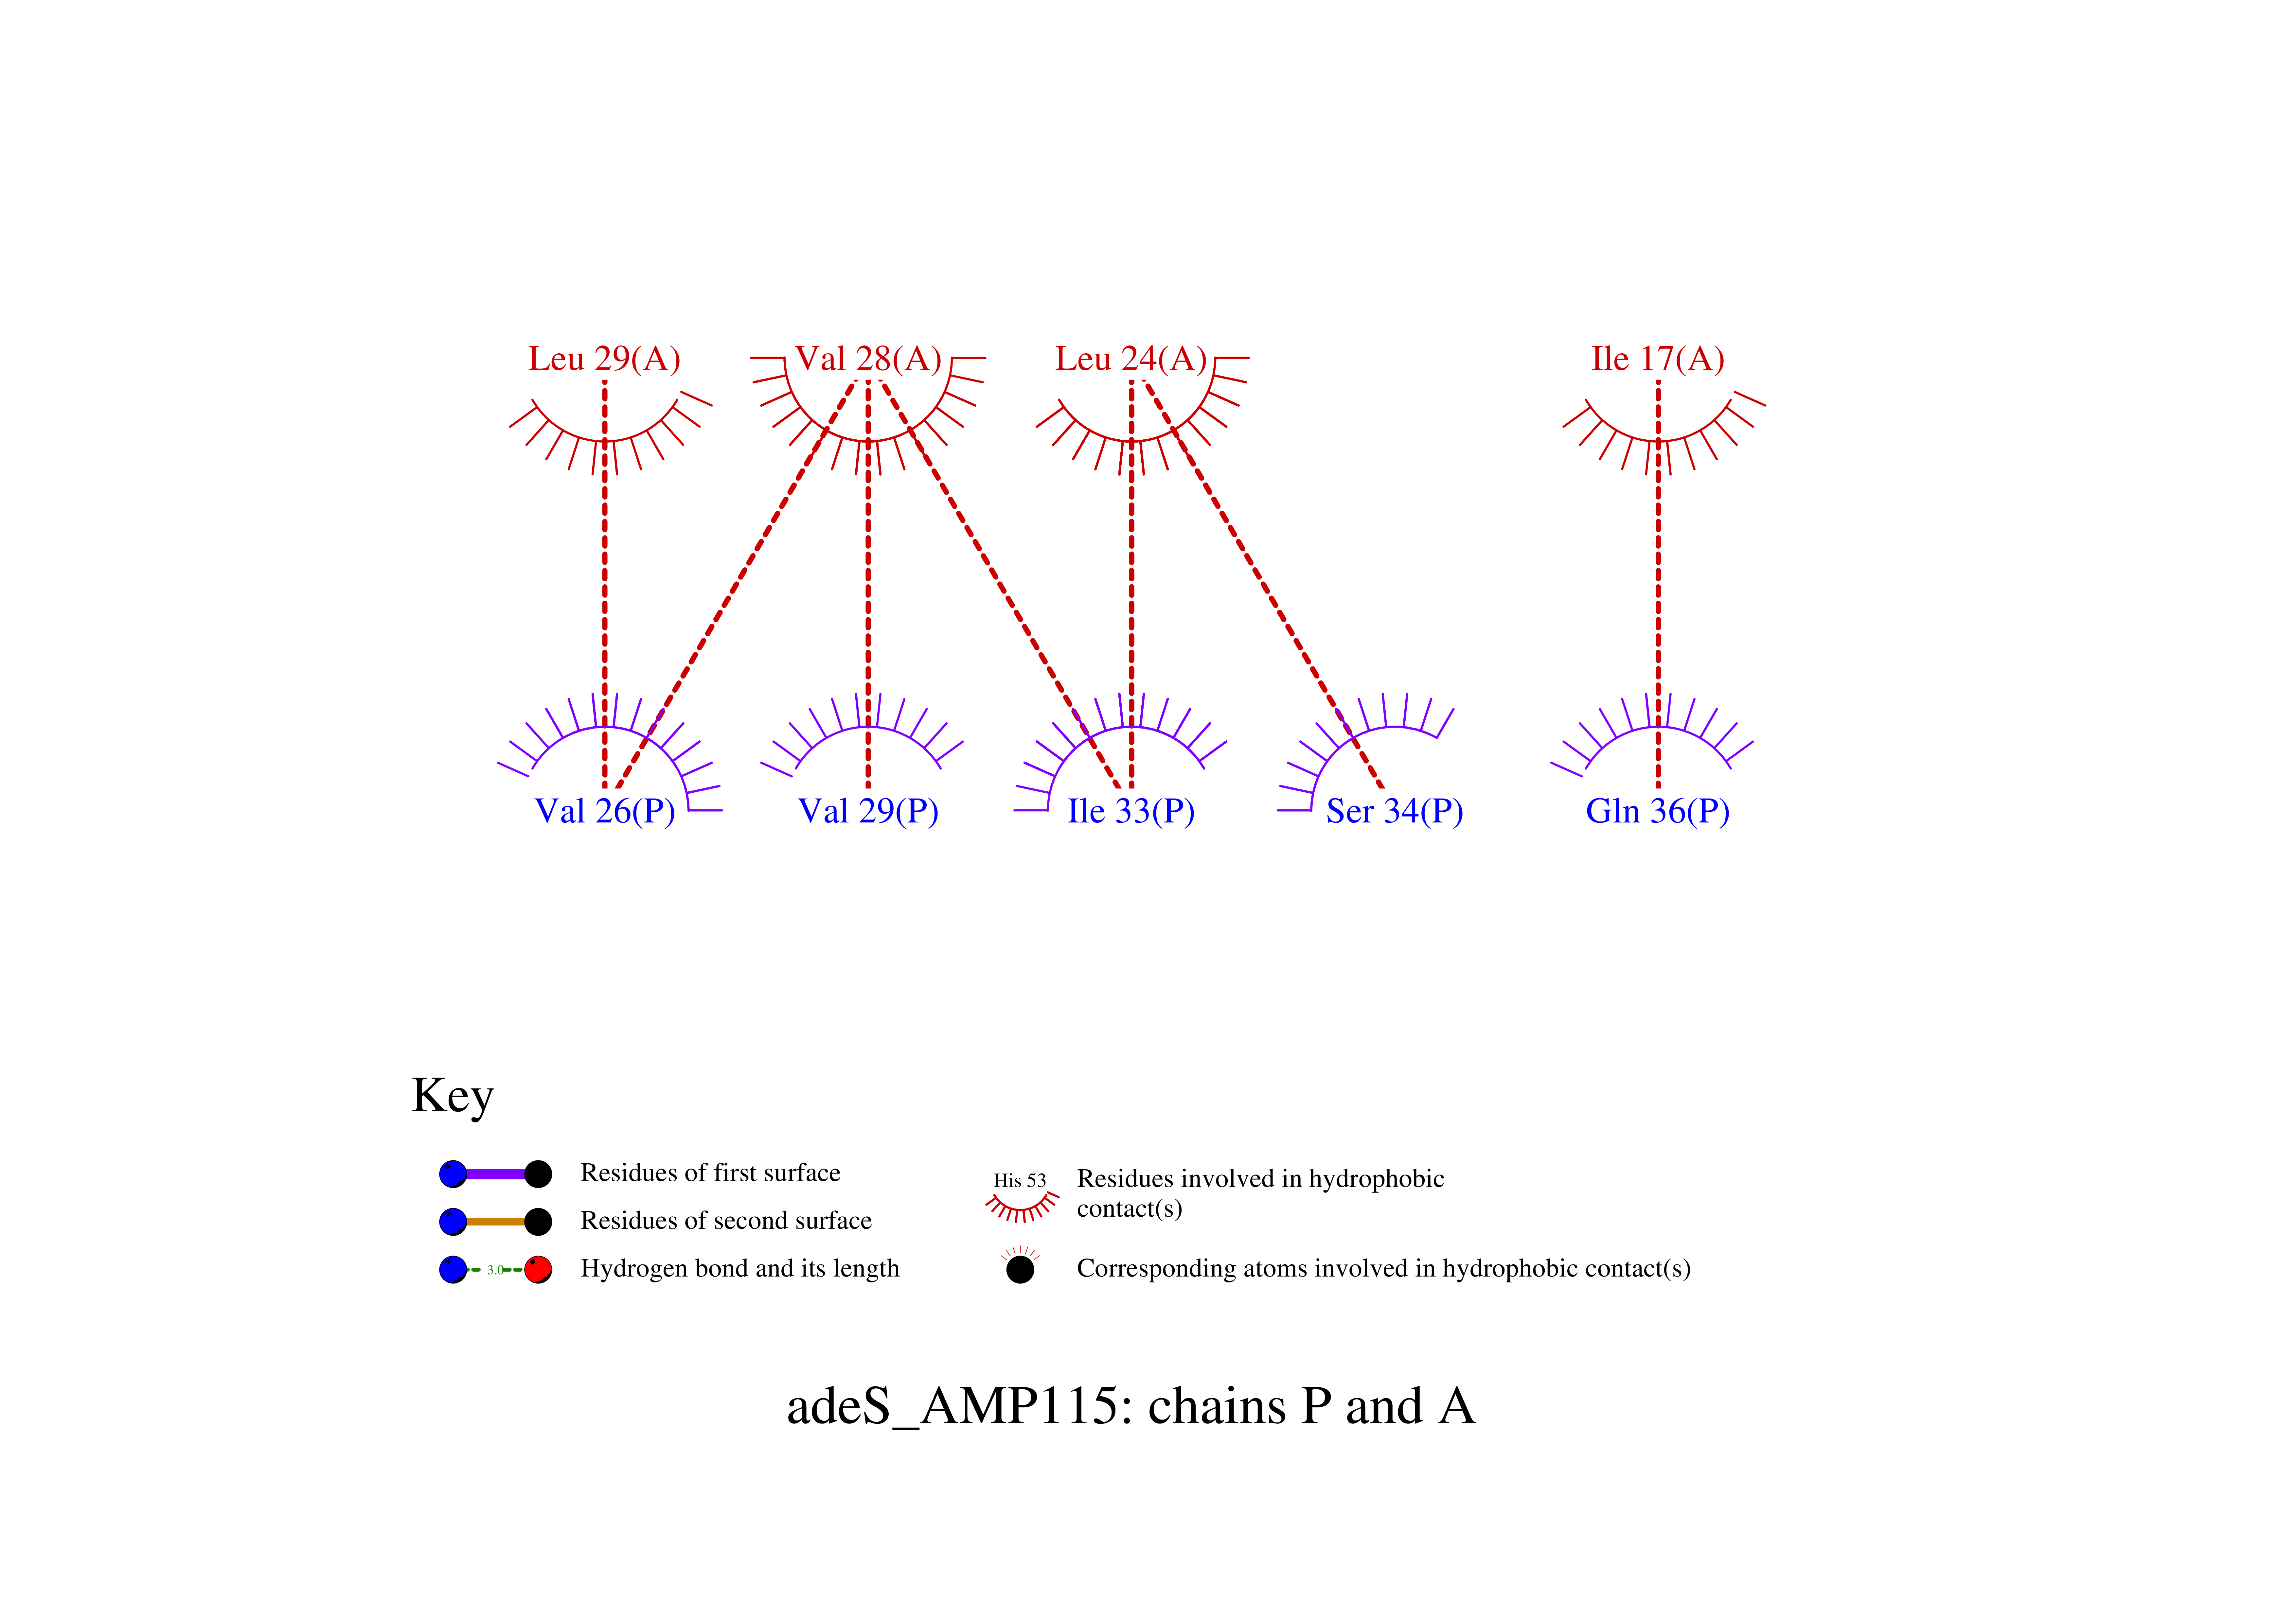 Leu 29(A) Val 28(A) Leu 24(A) Ile 17(A)
Val 26(P) Val 29(P) Ile 33(P) Ser 34(P) Gln 36(P)
Key
Residues of first surface
Residues of second surface
3.0 Hydrogen bond and its length
His 53 Residues involved in hydrophobic
contact(s)
Corresponding atoms involved in hydrophobic contact(s)
adeS_AMP115: chains P and A